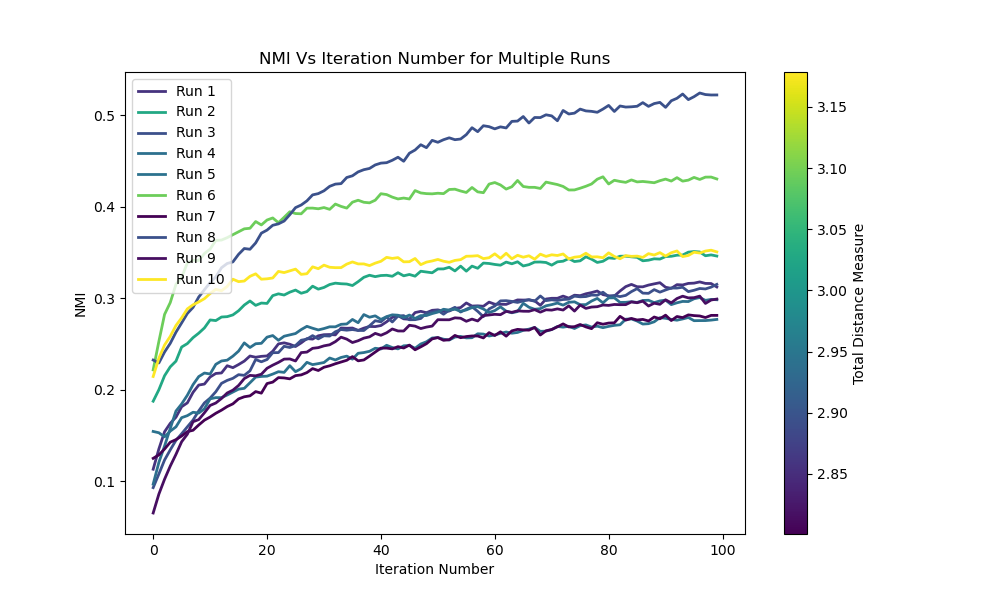 NMI Vs Iteration Number for Multiple Runs
Run 1
Run 2
Run 3
Run 4
Run 5
Run 6
Run 7
Run 8
Run 9
Run 10
NMI
0.5
0.4
0.3
0.2
0.1
0 20 40 60 80 100
Iteration Number
3.15
3.10
3.05
3.00
2.95
2.90
2.85
Total Distance Measure